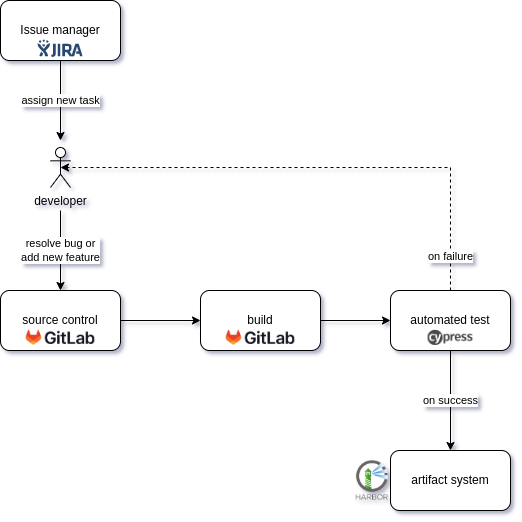 Issue manager
JIRA
assign new task
developer
resolve bug or
add new feature
on failure
source control
GitLab
build
GitLab
automated test
cypress
on success
HARBOR
artifact system